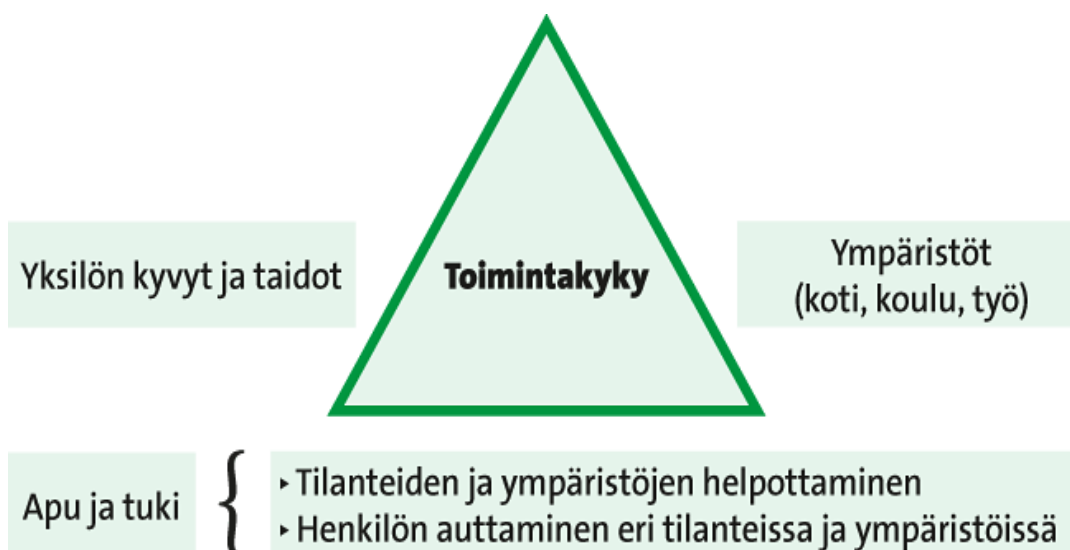 Yksilön kyvyt ja taidot
Toimintakyky
Ympäristöt
(koti, koulu, työ)
Apu ja tuki
‣ Tilanteiden ja ympäristöjen helpottaminen
‣ Henkilön auttaminen eri tilanteissa ja ympäristöissä